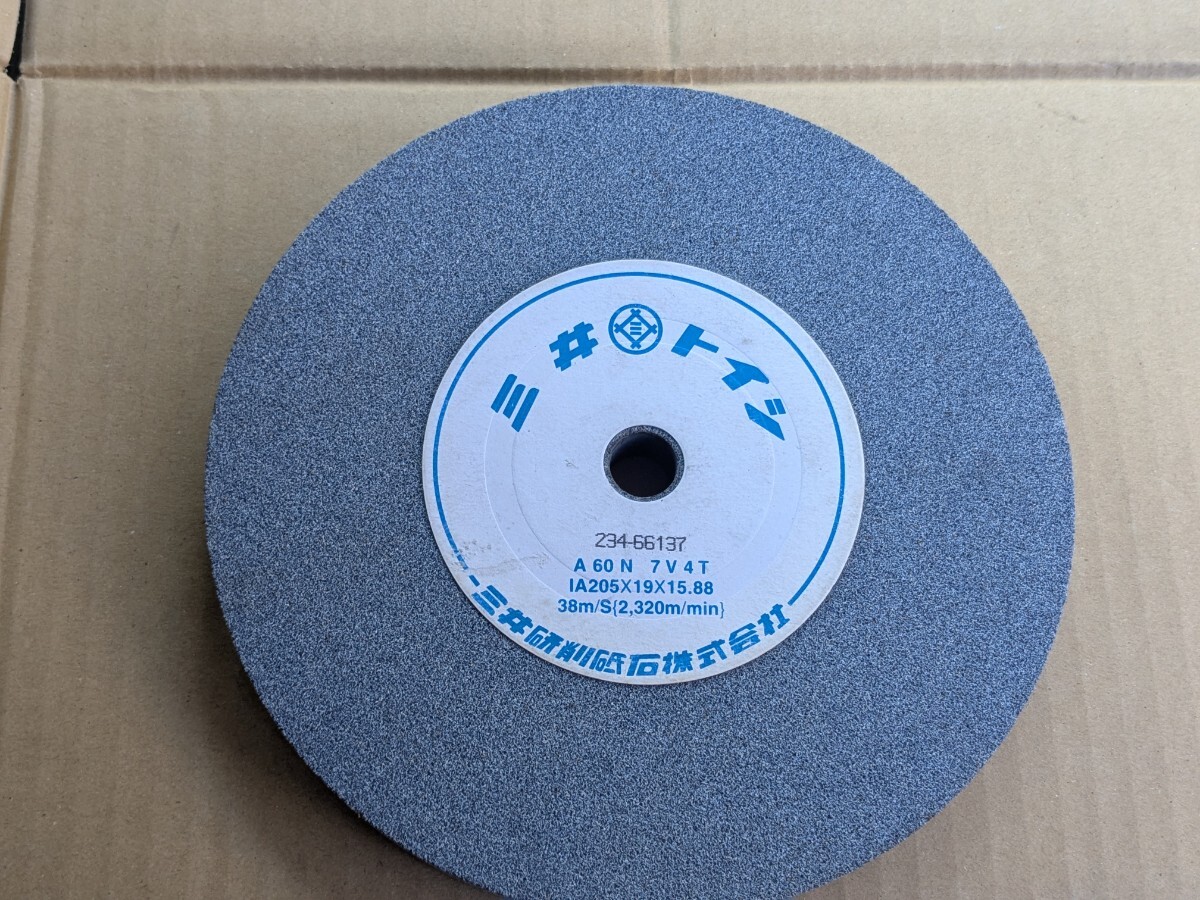 三井 三 トイシ
234-66137
A 60 N 7 V 4 T
IA205X19X15.88
38m/S{2,320m/min}
三井研削砥石株式会社